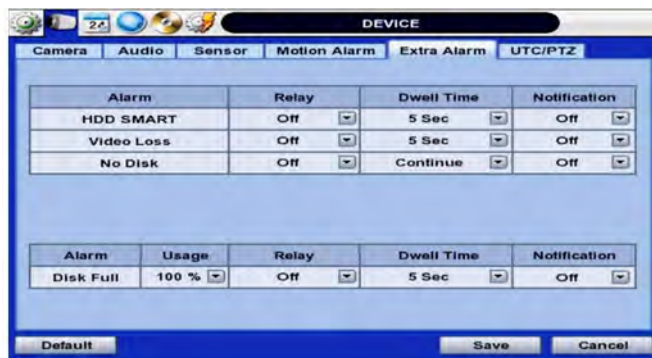 24 DEVICE
Camera Audio Sensor Motion Alarm Extra Alarm UTC/PTZ
Alarm Relay Dwell Time Notification
HDD SMART Off 5 Sec Off
Video Loss Off 5 Sec Off
No Disk Off Continue Off
Alarm Usage Relay Dwell Time Notification
Disk Full 100 % Off 5 Sec Off
Default Save Cancel